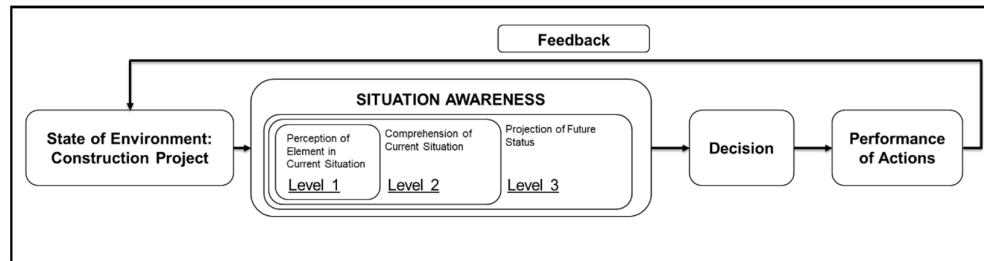 Feedback
SITUATION AWARENESS
State of Environment:
Construction Project
Perception of
Element in
Current Situation
Level 1
Comprehension of
Current Situation
Level 2
Projection of Future
Status
Level 3
Decision
Performance
of Actions